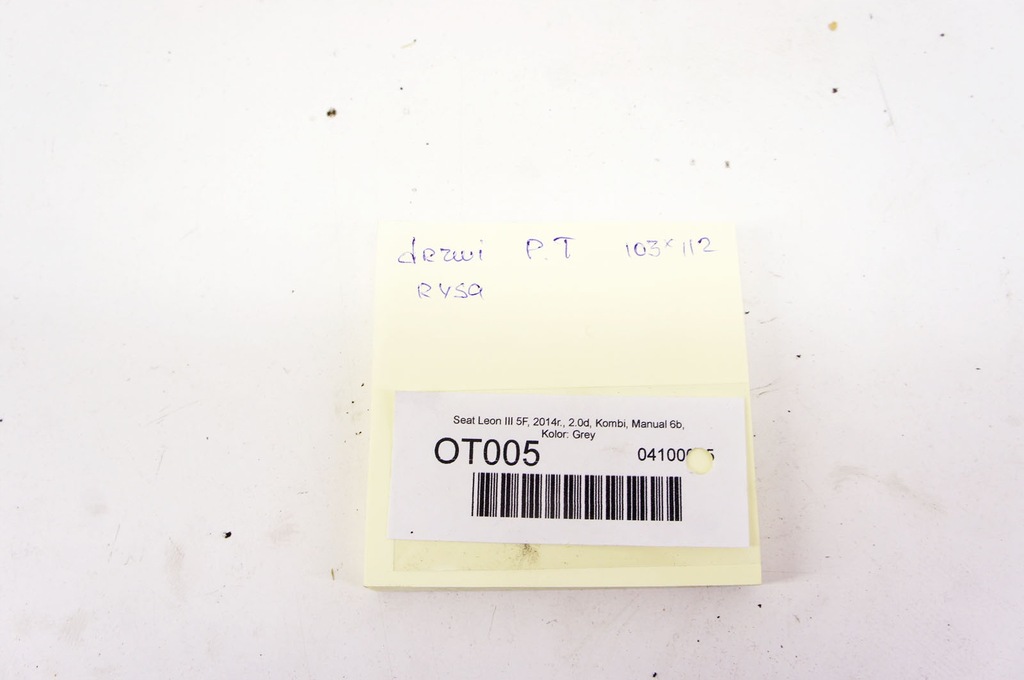 drzwi P.T 103x112
RYSA
Seat Leon III 5F, 2014r., 2.0d, Kombi, Manual 6b,
Kolor: Grey
OT005